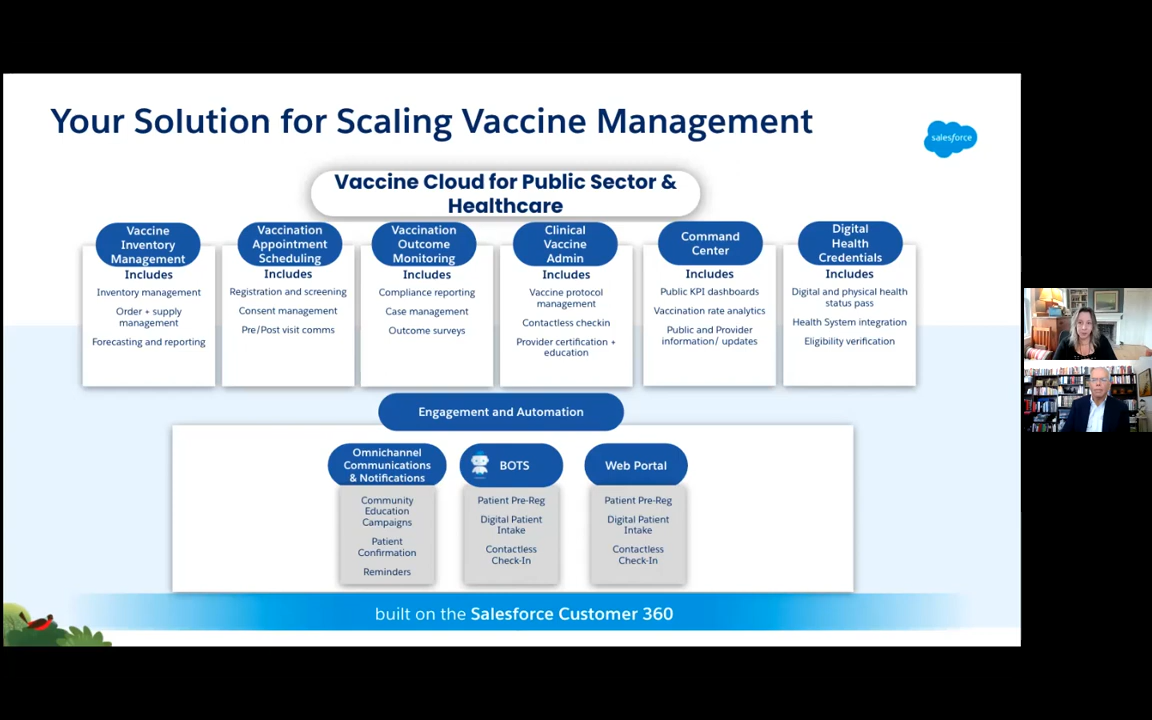 Your Solution for Scaling Vaccine Management
salesforce
Vaccine Cloud for Public Sector &
Healthcare
Vaccine
Inventory
Management
Includes
Inventory management
Order + supply
management
Forecasting and reporting
Vaccination
Appointment
Scheduling
Includes
Registration and screening
Consent management
Pre/Post visit comms
Vaccination
Outcome
Monitoring
Includes
Compliance reporting
Case management
Outcome surveys
Clinical
Vaccine
Admin
Includes
Vaccine protocol
management
Contactless checkin
Provider certification +
education
Command
Center
Includes
Public KPI dashboards
Vaccination rate analytics
Public and Provider
information/ updates
Digital
Health
Credentials
Includes
Digital and physical health
status pass
Health System integration
Eligibility verification
Engagement and Automation
Omnichannel
Communications
& Notifications
Community
Education
Campaigns
Patient
Confirmation
Reminders
BOTS
Patient Pre-Reg
Digital Patient
Intake
Contactless
Check-In
Web Portal
Patient Pre-Reg
Digital Patient
Intake
Contactless
Check-In
built on the Salesforce Customer 360